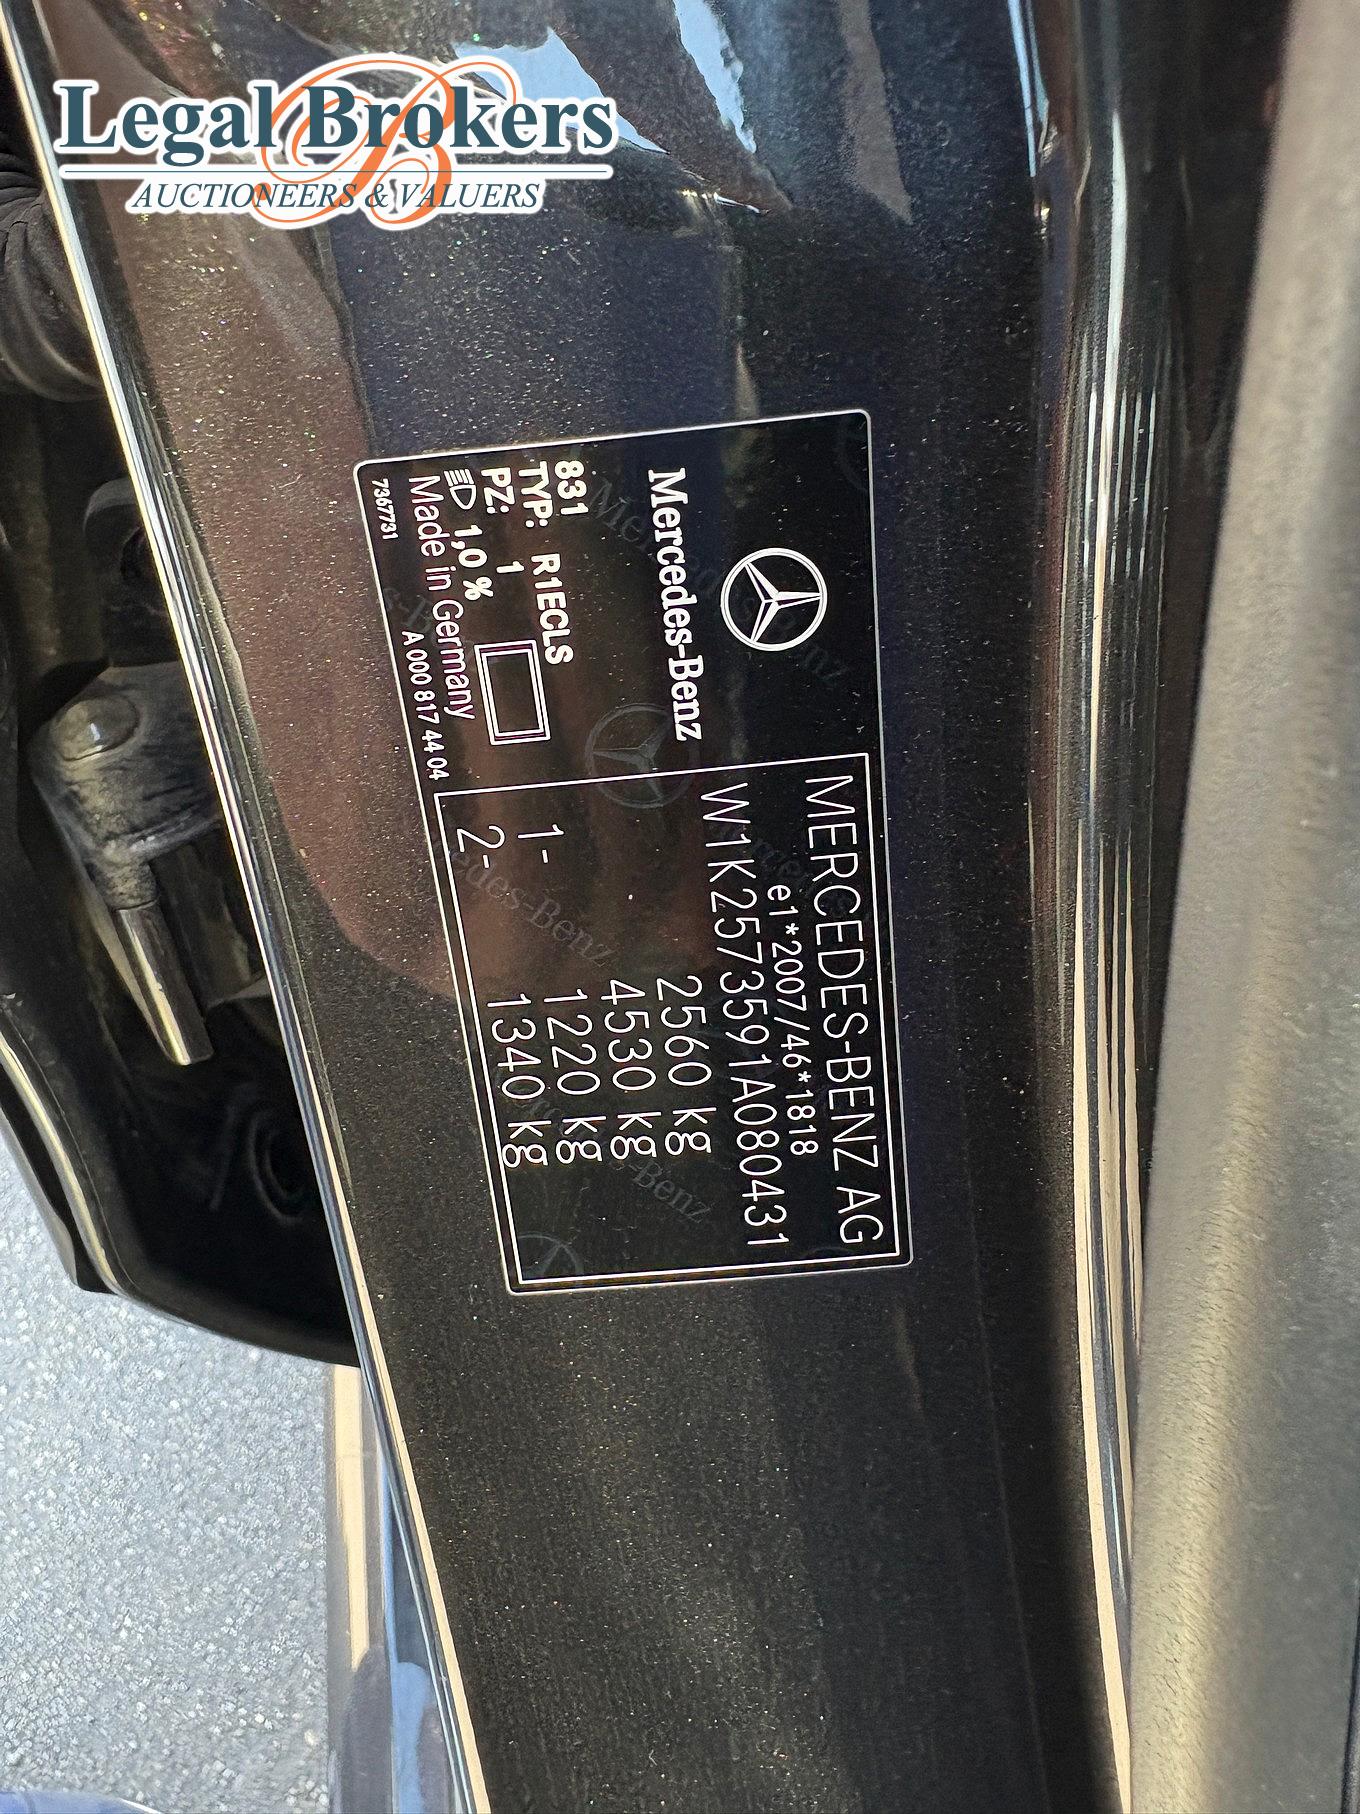 Legal Brokers
AUCTIONEERS & VALUERS
Mercedes-Benz
831
TYP: R1ECLS
PZ: 1
1,0 %
Made in Germany
7367731
A 000 817 44 04
MERCEDES-BENZ AG
e1*2007/46*1818
W1K2573591A080431
2560 kg
4530 kg
1- 1220 kg
2- 1340 kg